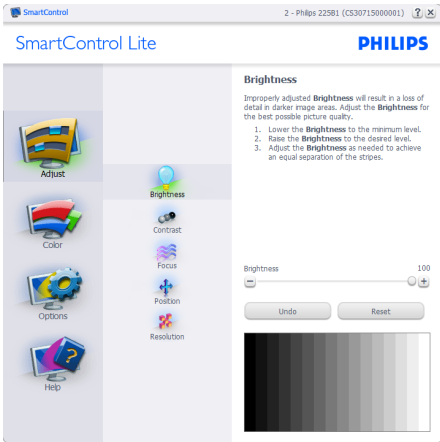 SmartControl
2 - Philips 225B1 (CS30715000001)
?
X
SmartControl Lite
PHILIPS
Adjust
Color
Options
Help
Brightness
Contrast
Focus
Position
Resolution
Brightness
Improperly adjusted Brightness will result in a loss of
detail in darker image areas. Adjust the Brightness for
the best possible picture quality.
1. Lower the Brightness to the minimum level.
2. Raise the Brightness to the desired level.
3. Adjust the Brightness as needed to achieve
an equal separation of the stripes.
Brightness 100
Undo Reset